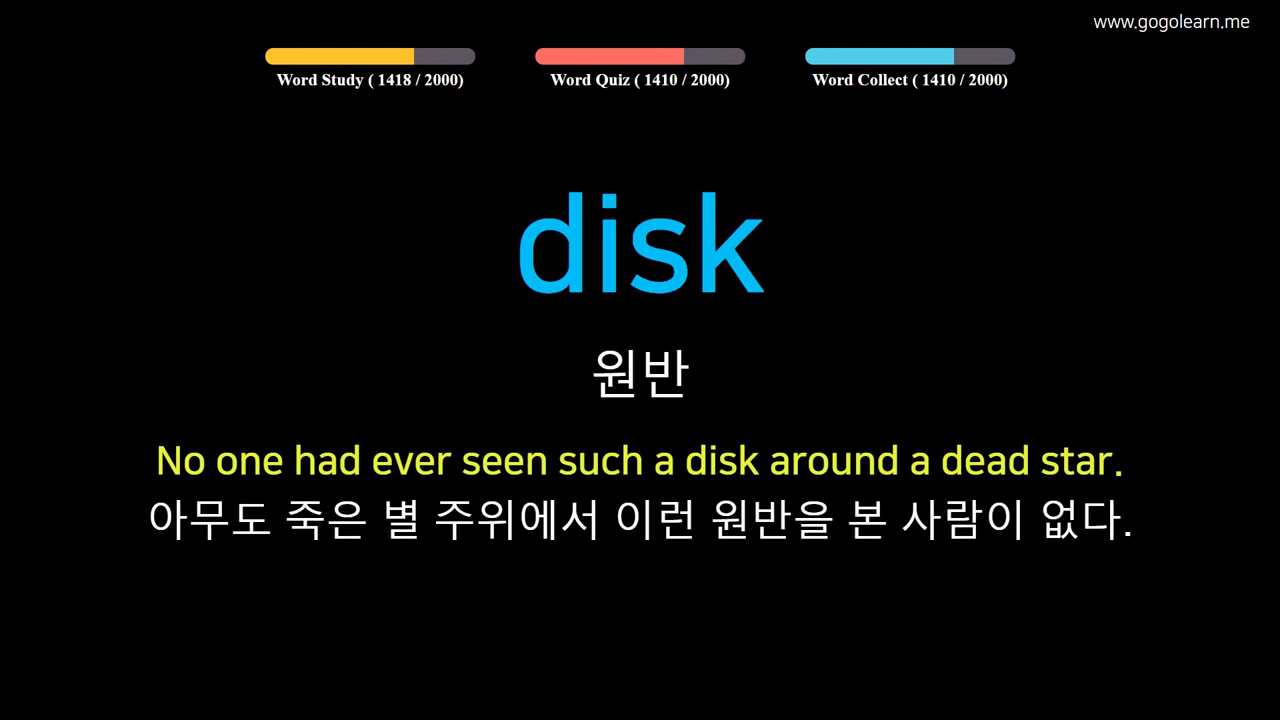 www.gogolearn.me
Word Study ( 1418 / 2000)
Word Quiz ( 1410 / 2000)
Word Collect ( 1410 / 2000)
disk
원반
No one had ever seen such a disk around a dead star.
아무도 죽은 별 주위에서 이런 원반을 본 사람이 없다.